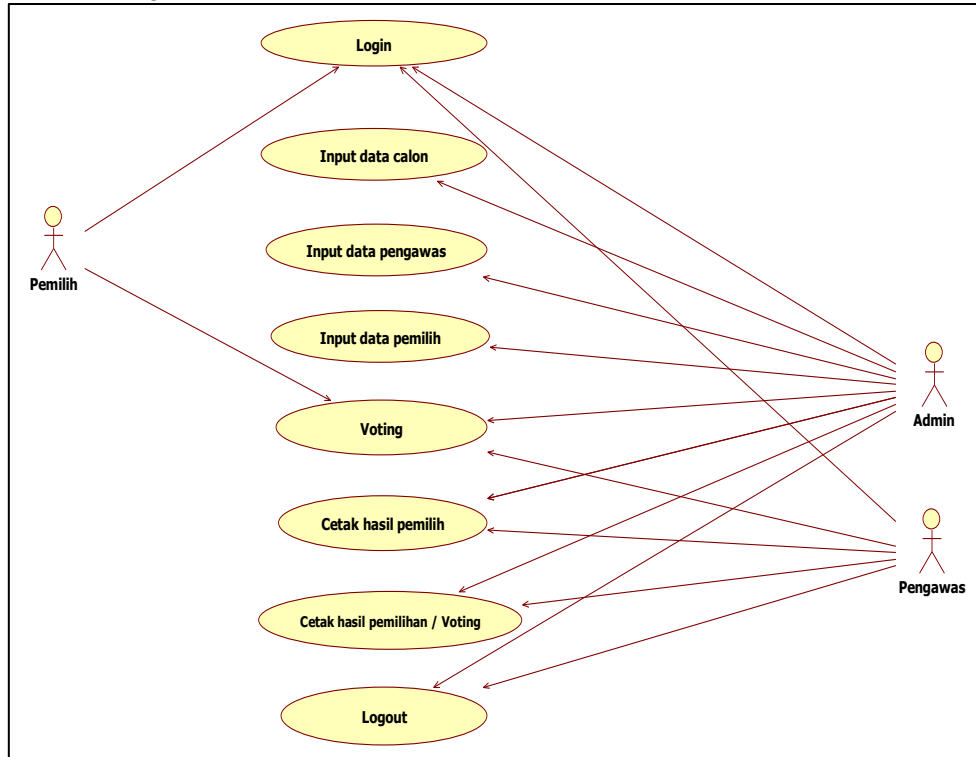 Login
Input data calon
Input data pengawas
Pemilih
Input data pemilih
Admin
Voting
Cetak hasil pemilih
Pengawas
Cetak hasil pemilihan / Voting
Logout